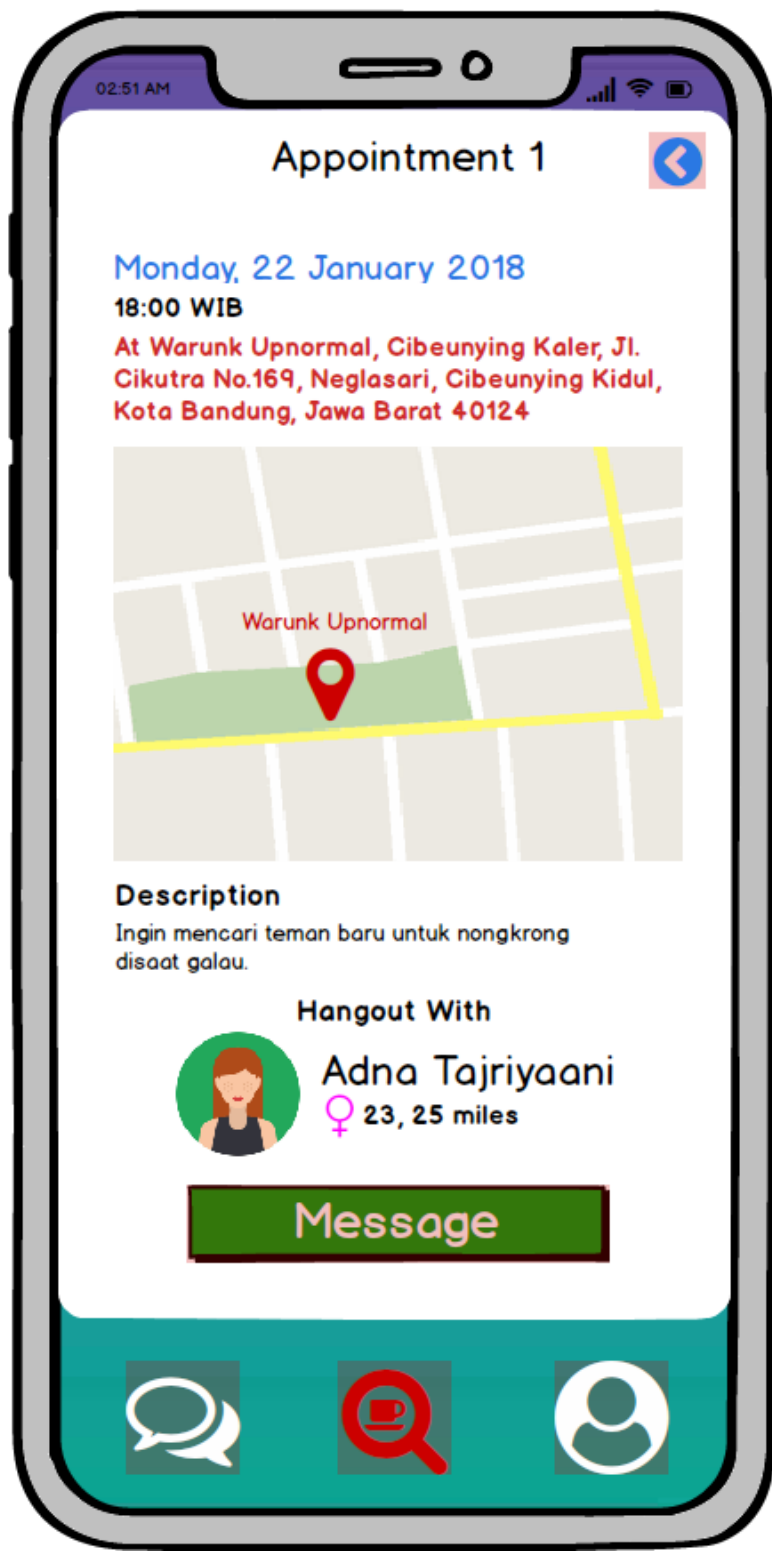 02:51 AM
Appointment 1
Monday, 22 January 2018
18:00 WIB
At Warunk Upnormal, Cibeunying Kaler, Jl.
Cikutra No.169, Neglasari, Cibeunying Kidul,
Kota Bandung, Jawa Barat 40124
Warunk Upnormal
Description
Ingin mencari teman baru untuk nongkrong
disaat galau.
Hangout With
Adna Tajriyaani
23, 25 miles
Message